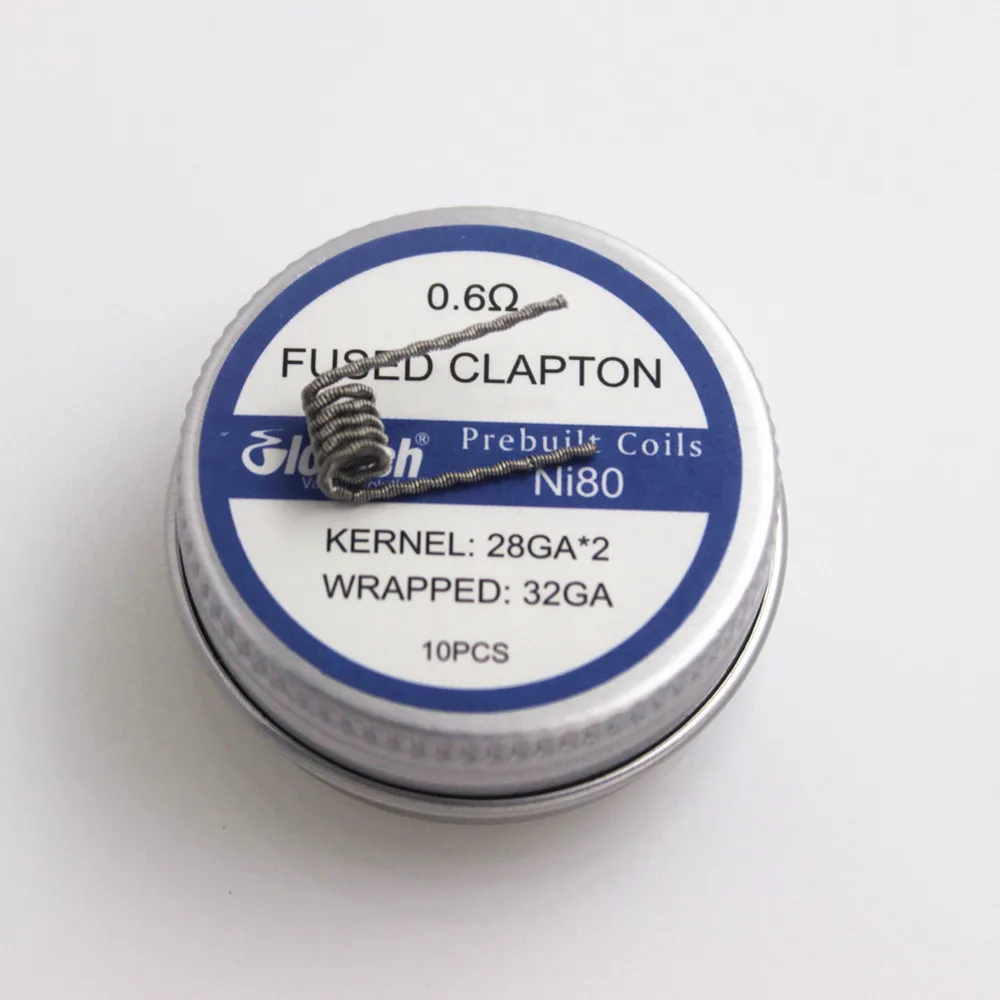 0.6Ω
FUSED CLAPTON
® Prebuilt Coils
Ni80
KERNEL: 28GA*2
WRAPPED: 32GA
10PCS